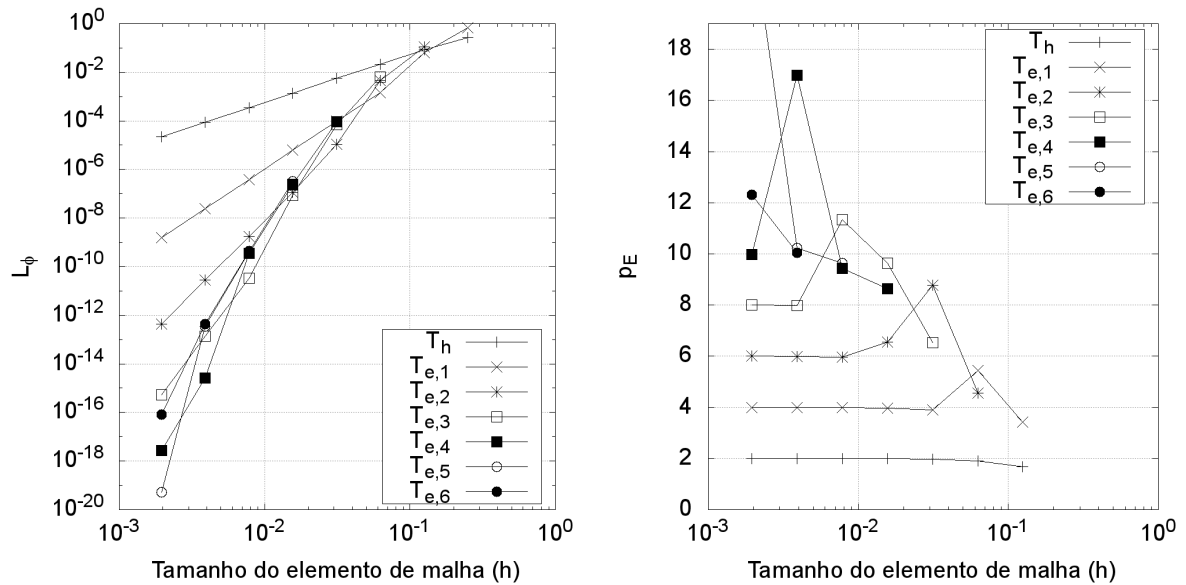 10^0
10^-2
10^-4
10^-6
10^-8
10^-10
10^-12
10^-14
10^-16
10^-18
10^-20
L_ϕ
T_h
T_e,1
T_e,2
T_e,3
T_e,4
T_e,5
T_e,6
10^-3 10^-2 10^-1 10^0
Tamanho do elemento de malha (h)
18
16
14
12
10
8
6
4
2
0
p_E
T_h
T_e,1
T_e,2
T_e,3
T_e,4
T_e,5
T_e,6
10^-3 10^-2 10^-1 10^0
Tamanho do elemento de malha (h)